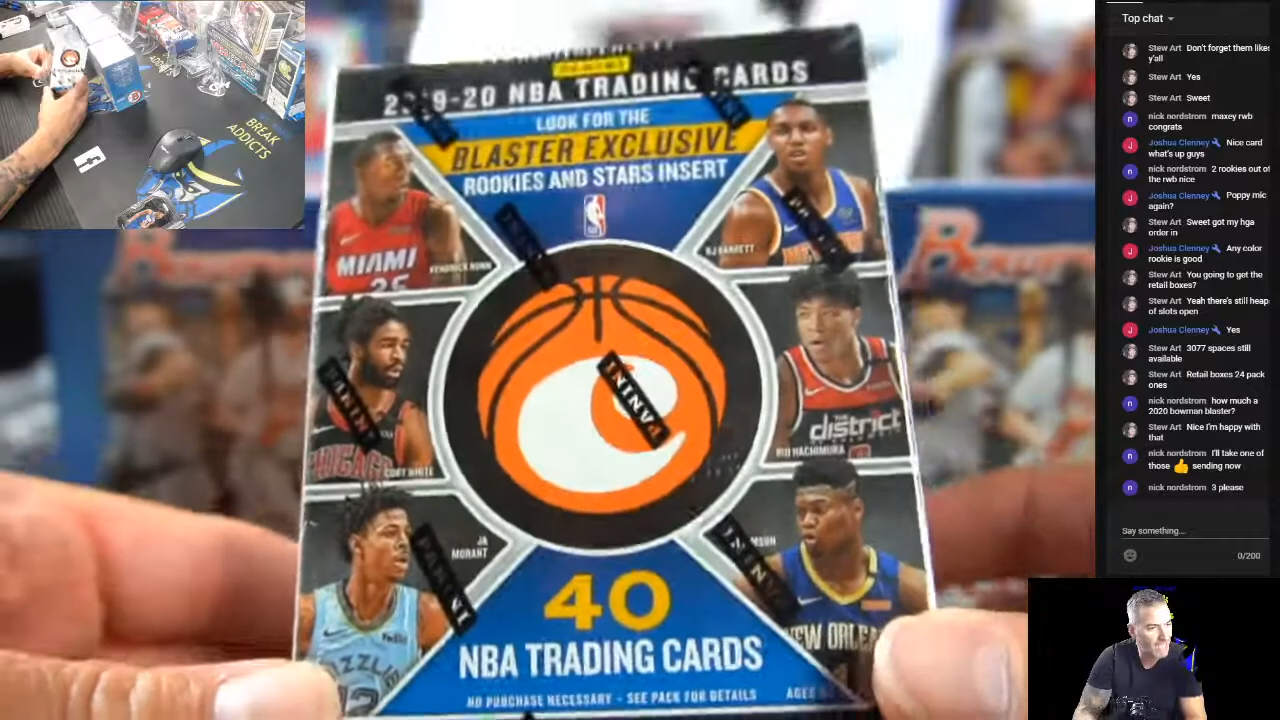 BREAK
ADDICTS
PANINI
2019-20 NBA TRADING CARDS
LOOK FOR THE
BLASTER EXCLUSIVE
ROOKIES AND STARS INSERT
MIAMI
25
KENDRICK NUNN
RJ BARRETT
CHICAGO
COBY WHITE
PANINI
PANINI
THE
district
RUI HACHIMURA
JA
MORANT
PANINI
NEW ORLEA
40
NBA TRADING CARDS
NO PURCHASE NECESSARY - SEE PACK FOR DETAILS
Top chat
Stew Art Don't forget them likes
y'all
Stew Art Yes
Stew Art Sweet
nick nordstrom maxey rwb
congrats
Joshua Clenney Nice card
what's up guys
nick nordstrom 2 rookies out of
the rwb nice
Joshua Clenney Poppy mic
again?
Stew Art Sweet got my hga
order in
Joshua Clenney Any color
rookie is good
Stew Art You going to get the
retail boxes?
Stew Art Yeah there's still heap
of slots open
Joshua Clenney Yes
Stew Art 3077 spaces still
available
Stew Art Retail boxes 24 pack
ones
nick nordstrom how much a
2020 bowman blaster?
Stew Art Nice I'm happy with
that
nick nordstrom I'll take one of
those 👍 sending now
nick nordstrom 3 please
Say something...
0/200